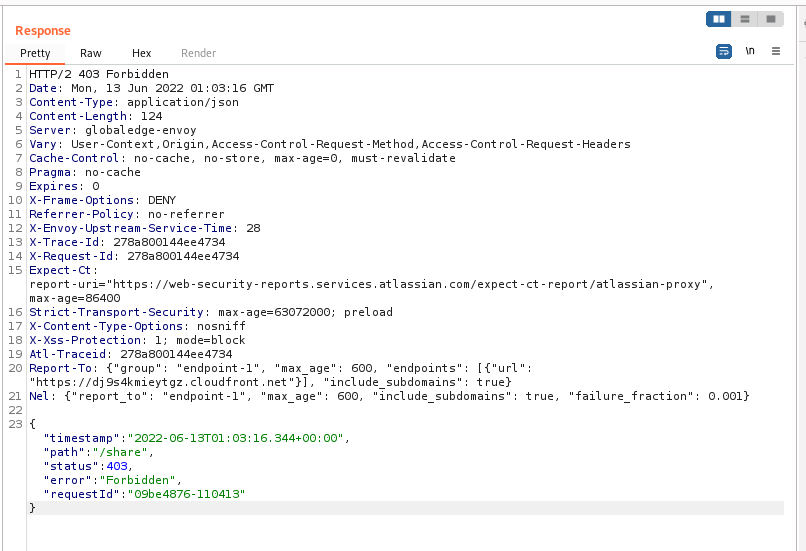 Response
Pretty Raw Hex Render \n
1 HTTP/2 403 Forbidden
2 Date: Mon, 13 Jun 2022 01:03:16 GMT
3 Content-Type: application/json
4 Content-Length: 124
5 Server: globaledge-envoy
6 Vary: User-Context,Origin,Access-Control-Request-Method,Access-Control-Request-Headers
7 Cache-Control: no-cache, no-store, max-age=0, must-revalidate
8 Pragma: no-cache
9 Expires: 0
10 X-Frame-Options: DENY
11 Referrer-Policy: no-referrer
12 X-Envoy-Upstream-Service-Time: 28
13 X-Trace-Id: 278a800144ee4734
14 X-Request-Id: 278a800144ee4734
15 Expect-Ct:
report-uri="https://web-security-reports.services.atlassian.com/expect-ct-report/atlassian-proxy",
max-age=86400
16 Strict-Transport-Security: max-age=63072000; preload
17 X-Content-Type-Options: nosniff
18 X-Xss-Protection: 1; mode=block
19 Atl-Traceid: 278a800144ee4734
20 Report-To: {"group": "endpoint-1", "max_age": 600, "endpoints": [{"url":
"https://dj9s4kmieytgz.cloudfront.net"}], "include_subdomains": true}
21 Nel: {"report_to": "endpoint-1", "max_age": 600, "include_subdomains": true, "failure_fraction": 0.001}
22
23 {
"timestamp":"2022-06-13T01:03:16.344+00:00",
"path":"/share",
"status":403,
"error":"Forbidden",
"requestId":"09be4876-110413"
}